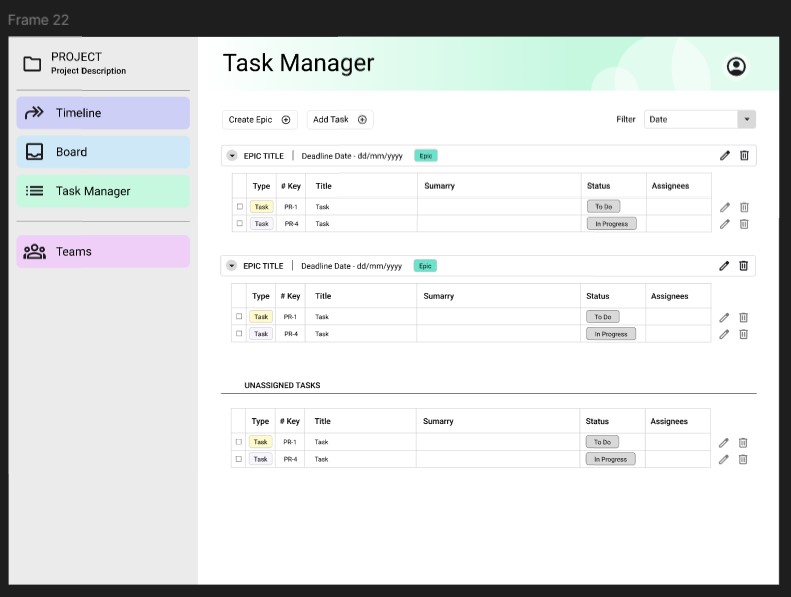 Frame 22
PROJECT
Project Description
Timeline
Board
Task Manager
Teams
Task Manager
Create Epic
Add Task
Filter
Date
EPIC TITLE | Deadline Date - dd/mm/yyyy Epic
Type # Key Title Sumarry Status Assignees
Task PR-1 Task To Do
Task PR-4 Task In Progress
EPIC TITLE | Deadline Date - dd/mm/yyyy Epic
Type # Key Title Sumarry Status Assignees
Task PR-1 Task To Do
Task PR-4 Task In Progress
UNASSIGNED TASKS
Type # Key Title Sumarry Status Assignees
Task PR-1 Task To Do
Task PR-4 Task In Progress